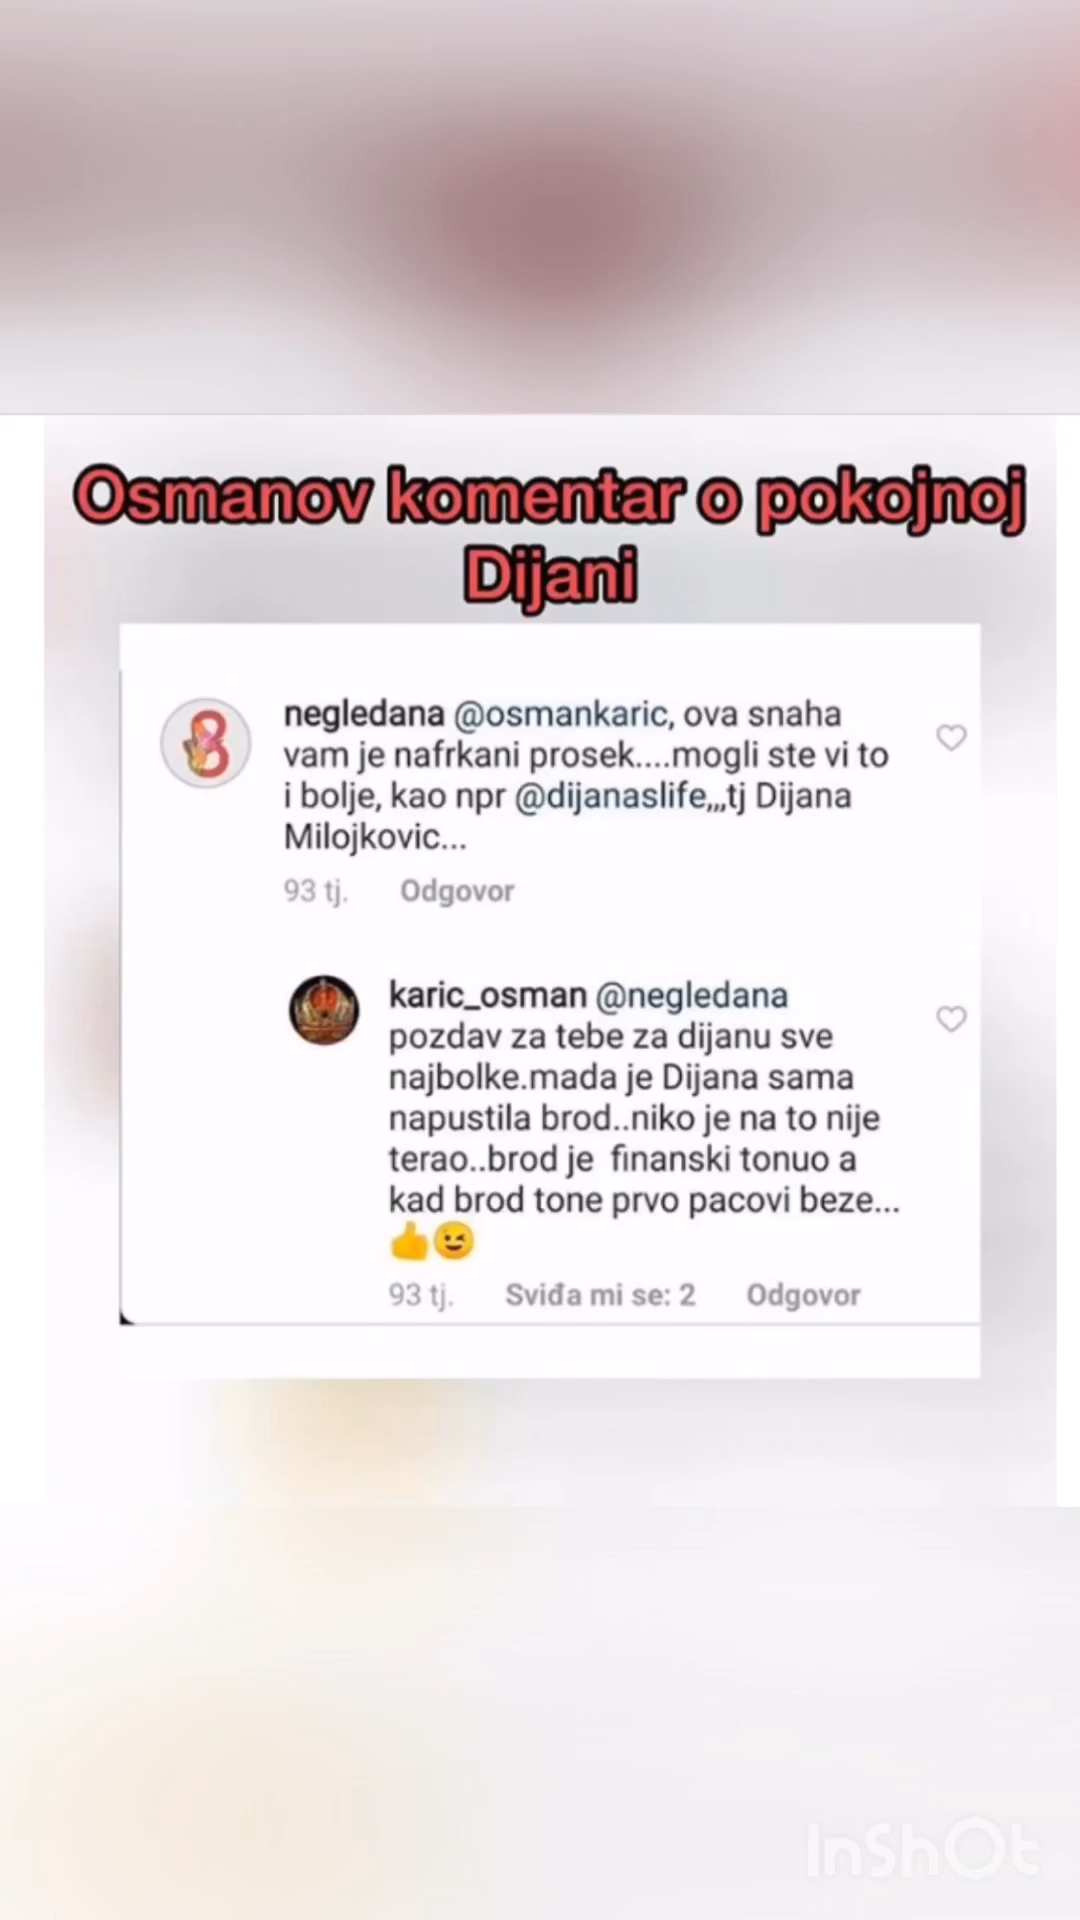 Osmanov komentar o pokojnoj
Dijani
negledana @osmankaric, ova snaha
vam je nafrkani prosek....mogli ste vi to
i bolje, kao npr @dijanaslife,,,tj Dijana
Milojkovic...
93 tj. Odgovor
karic_osman @negledana
pozdav za tebe za dijanu sve
najbolke.mada je Dijana sama
napustila brod..niko je na to nije
terao..brod je finanski tonuo a
kad brod tone prvo pacovi beze...
👍😉
93 tj. Sviđa mi se: 2 Odgovor
InShOt